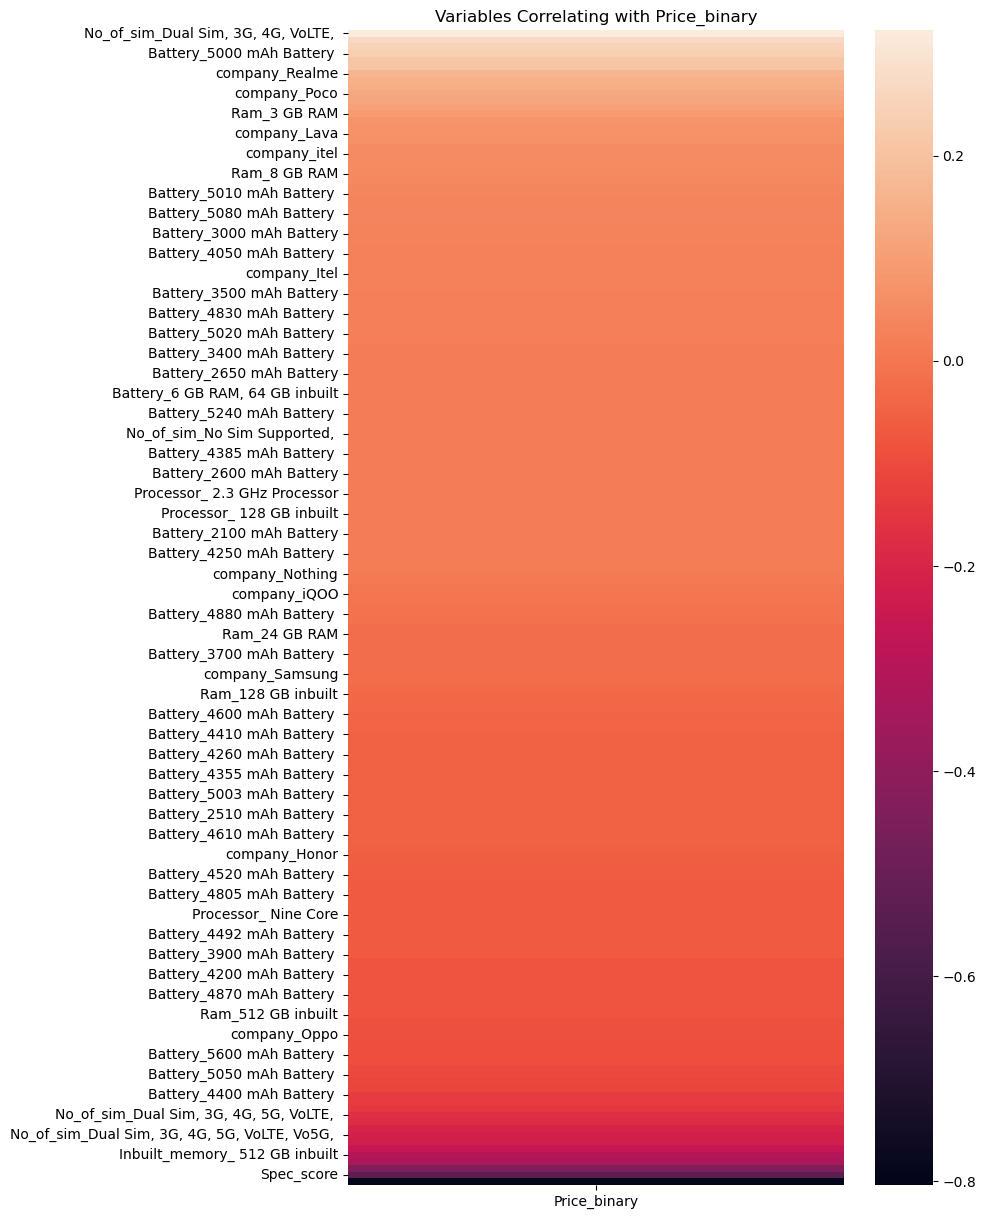 Variables Correlating with Price_binary
No_of_sim_Dual Sim, 3G, 4G, VoLTE,
Battery_5000 mAh Battery
company_Realme
company_Poco
Ram_3 GB RAM
company_Lava
company_itel
Ram_8 GB RAM
Battery_5010 mAh Battery
Battery_5080 mAh Battery
Battery_3000 mAh Battery
Battery_4050 mAh Battery
company_Itel
Battery_3500 mAh Battery
Battery_4830 mAh Battery
Battery_5020 mAh Battery
Battery_3400 mAh Battery
Battery_2650 mAh Battery
Battery_6 GB RAM, 64 GB inbuilt
Battery_5240 mAh Battery
No_of_sim_No Sim Supported,
Battery_4385 mAh Battery
Battery_2600 mAh Battery
Processor_ 2.3 GHz Processor
Processor_ 128 GB inbuilt
Battery_2100 mAh Battery
Battery_4250 mAh Battery
company_Nothing
company_iQOO
Battery_4880 mAh Battery
Ram_24 GB RAM
Battery_3700 mAh Battery
company_Samsung
Ram_128 GB inbuilt
Battery_4600 mAh Battery
Battery_4410 mAh Battery
Battery_4260 mAh Battery
Battery_4355 mAh Battery
Battery_5003 mAh Battery
Battery_2510 mAh Battery
Battery_4610 mAh Battery
company_Honor
Battery_4520 mAh Battery
Battery_4805 mAh Battery
Processor_ Nine Core
Battery_4492 mAh Battery
Battery_3900 mAh Battery
Battery_4200 mAh Battery
Battery_4870 mAh Battery
Ram_512 GB inbuilt
company_Oppo
Battery_5600 mAh Battery
Battery_5050 mAh Battery
Battery_4400 mAh Battery
No_of_sim_Dual Sim, 3G, 4G, 5G, VoLTE,
No_of_sim_Dual Sim, 3G, 4G, 5G, VoLTE, Vo5G,
Inbuilt_memory_ 512 GB inbuilt
Spec_score
Price_binary
0.2
0.0
−0.2
−0.4
−0.6
−0.8